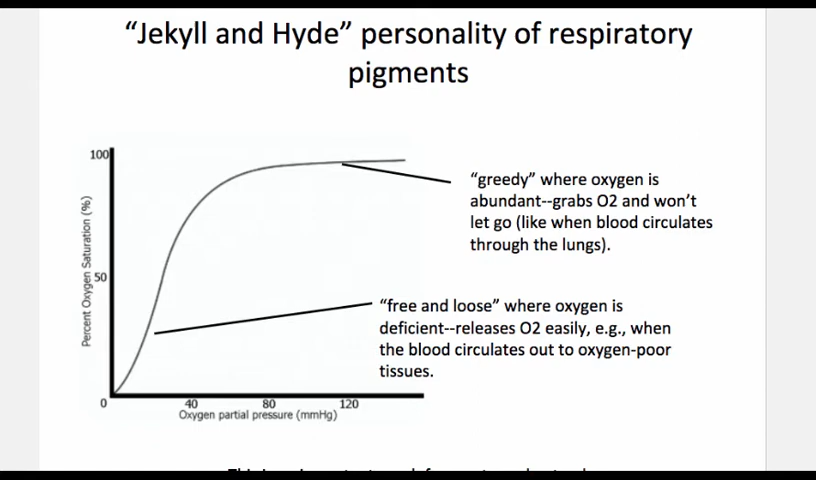 “Jekyll and Hyde” personality of respiratory
pigments
100
50
0
40
80
120
Percent Oxygen Saturation (%)
Oxygen partial pressure (mmHg)
“greedy” where oxygen is
abundant--grabs O2 and won’t
let go (like when blood circulates
through the lungs).
“free and loose” where oxygen is
deficient--releases O2 easily, e.g., when
the blood circulates out to oxygen-poor
tissues.